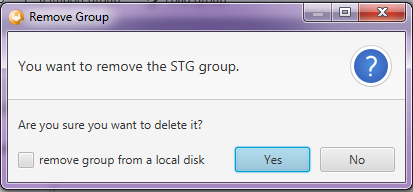 Remove Group
You want to remove the STG group.
?
Are you sure you want to delete it?
remove group from a local disk
Yes
No